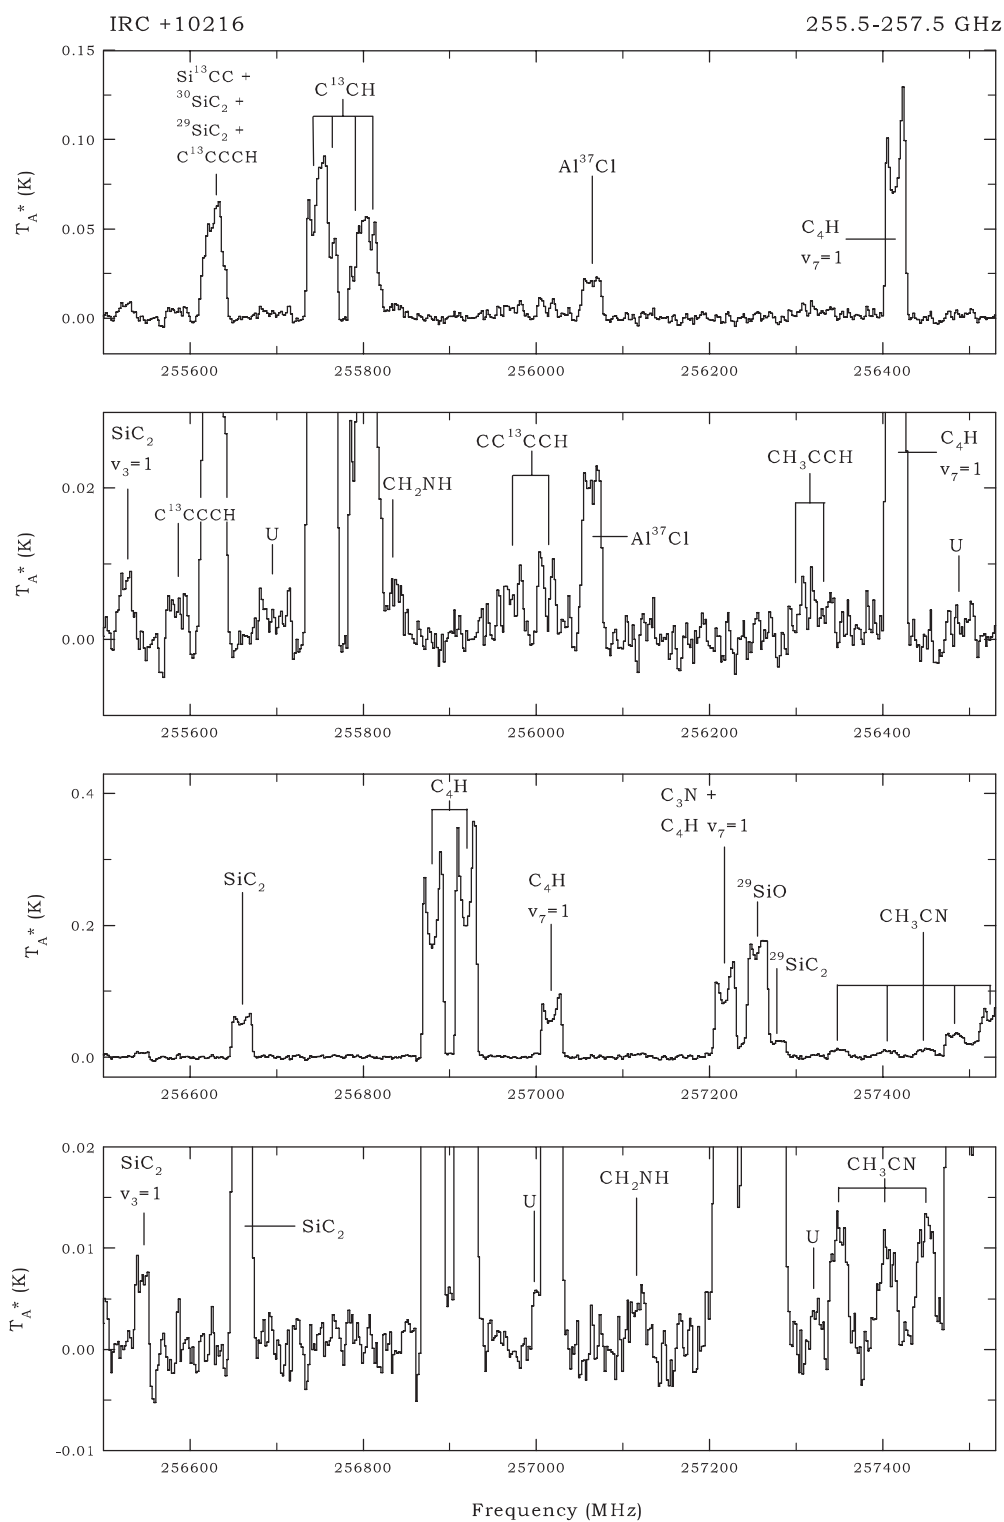 IRC +10216
255.5-257.5 GHz
T_A* (K)
0.15
0.10
0.05
0.00
Si¹³CC +
³⁰SiC₂ +
²⁹SiC₂ +
C¹³CCCH
C¹³CH
Al³⁷Cl
C₄H
v₇=1
255600
255800
256000
256200
256400
T_A* (K)
0.02
0.00
SiC₂
v₃=1
C¹³CCCH
U
CH₂NH
CC¹³CCH
Al³⁷Cl
CH₃CCH
C₄H
v₇=1
U
255600
255800
256000
256200
256400
T_A* (K)
0.4
0.2
0.0
SiC₂
C₄H
C₄H
v₇=1
C₃N +
C₄H v₇=1
²⁹SiO
²⁹SiC₂
CH₃CN
256600
256800
257000
257200
257400
T_A* (K)
0.02
0.01
0.00
-0.01
SiC₂
v₃=1
SiC₂
U
CH₂NH
U
CH₃CN
256600
256800
257000
257200
257400
Frequency (MHz)